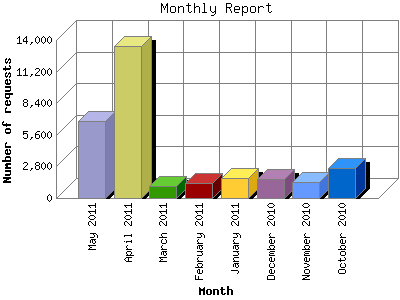 Monthly Report
Number of requests
14,000
11,200
8,400
5,600
2,800
0
May 2011
April 2011
March 2011
February 2011
January 2011
December 2010
November 2010
October 2010
Month